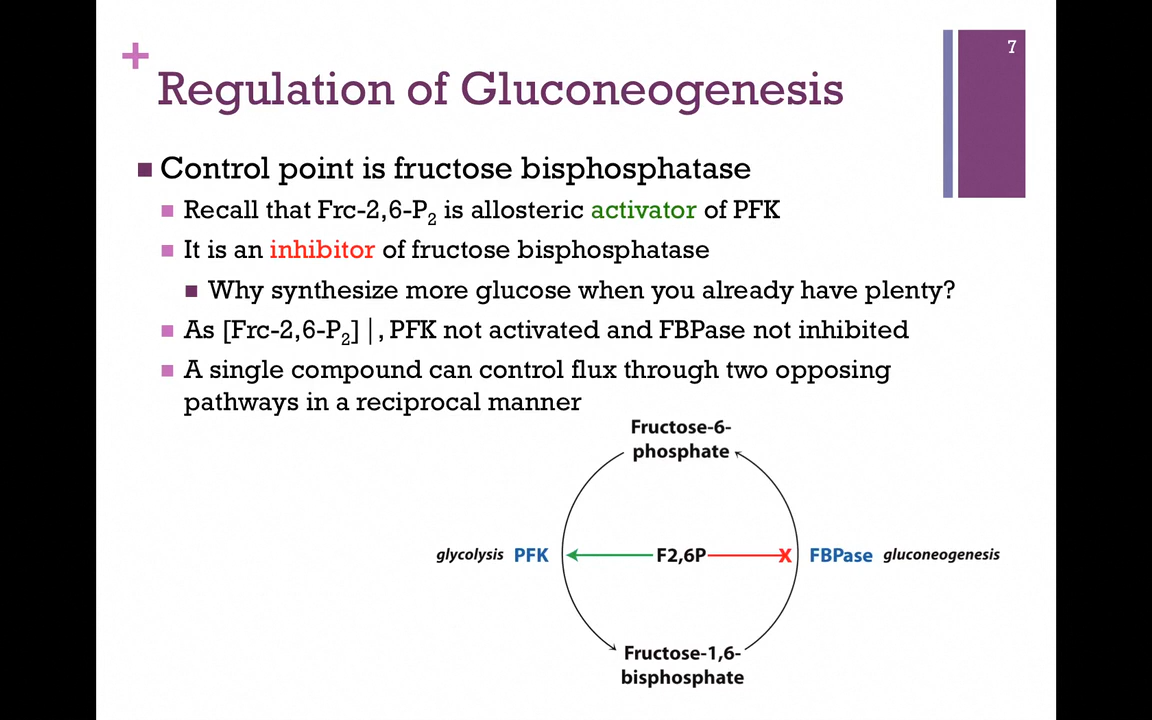 7
Regulation of Gluconeogenesis
Control point is fructose bisphosphatase
Recall that Frc-2,6-P₂ is allosteric activator of PFK
It is an inhibitor of fructose bisphosphatase
Why synthesize more glucose when you already have plenty?
As [Frc-2,6-P₂] |, PFK not activated and FBPase not inhibited
A single compound can control flux through two opposing
pathways in a reciprocal manner
Fructose-6-
phosphate
glycolysis PFK F2,6P X FBPase gluconeogenesis
Fructose-1,6-
bisphosphate